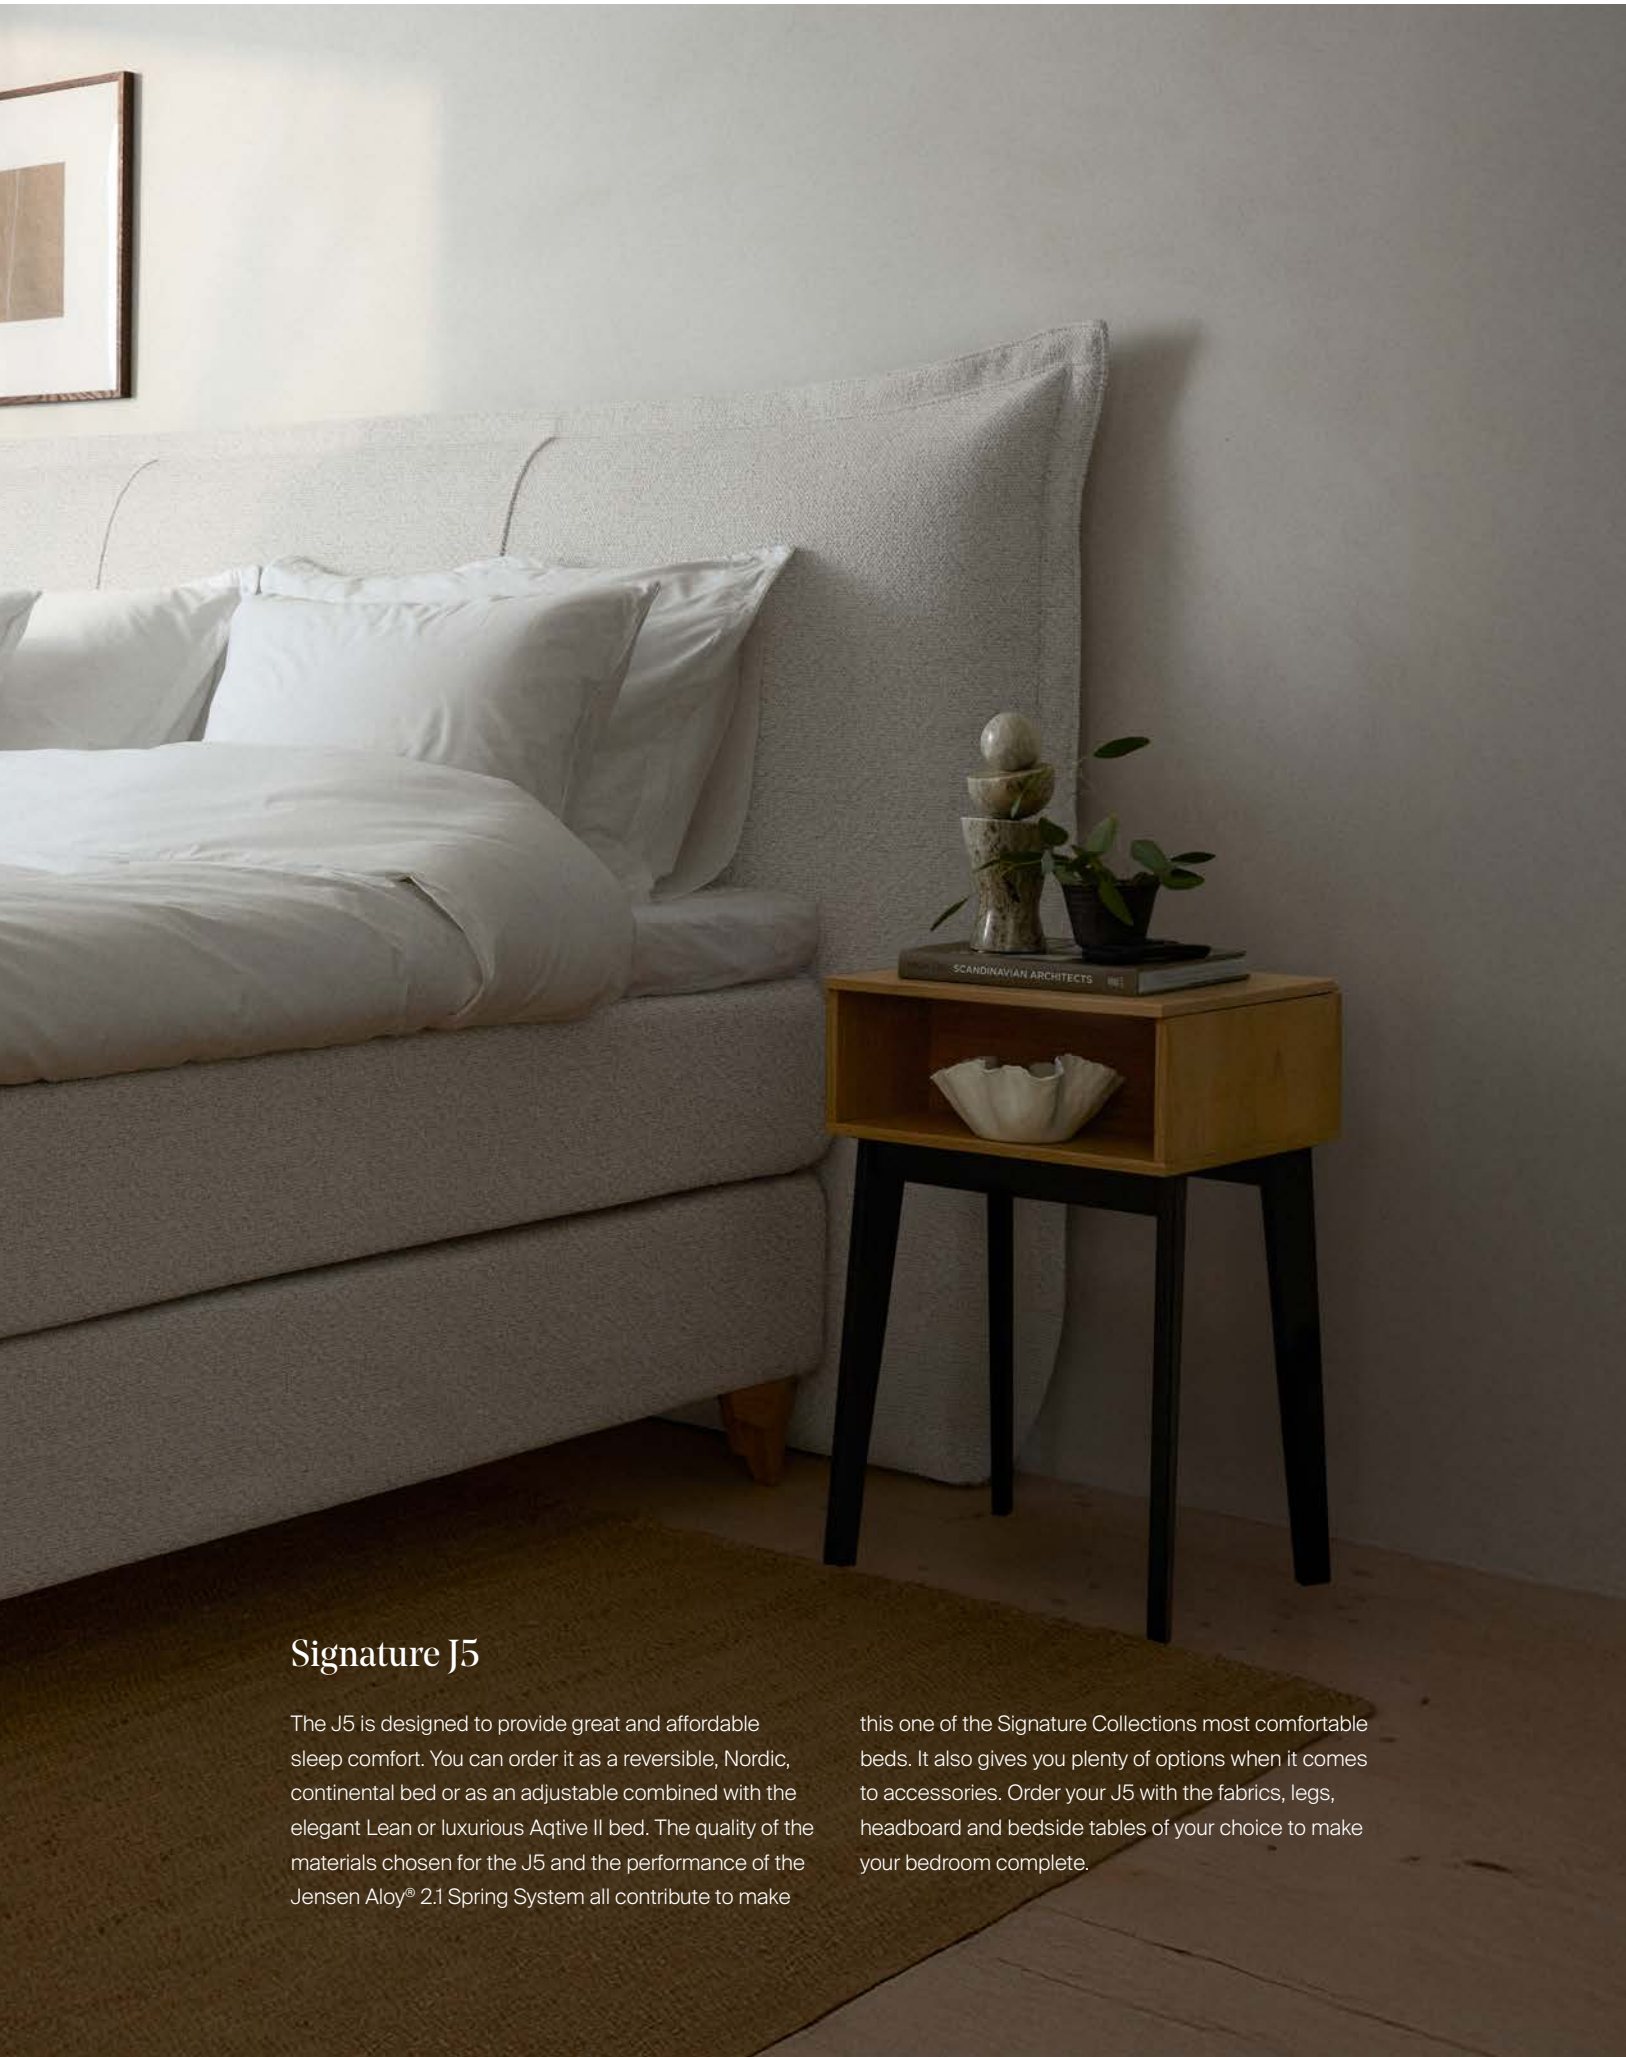 SCANDINAVIAN ARCHITECTS
Signature J5
The J5 is designed to provide great and affordable
sleep comfort. You can order it as a reversible, Nordic,
continental bed or as an adjustable combined with the
elegant Lean or luxurious Aqtive II bed. The quality of the
materials chosen for the J5 and the performance of the
Jensen Aloy® 2.1 Spring System all contribute to make
this one of the Signature Collections most comfortable
beds. It also gives you plenty of options when it comes
to accessories. Order your J5 with the fabrics, legs,
headboard and bedside tables of your choice to make
your bedroom complete.